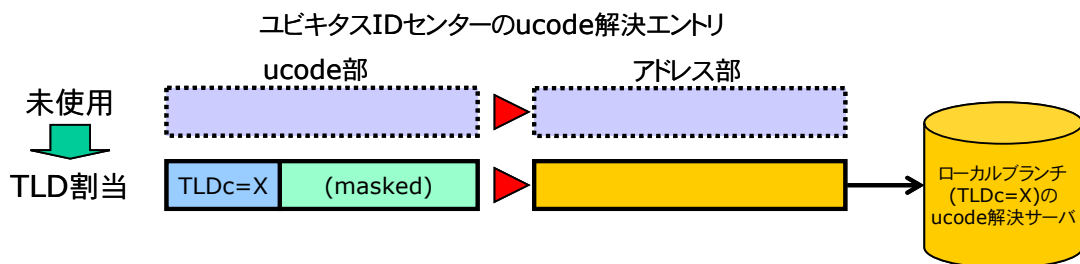 ユビキタスIDセンターのucode解決エントリ
ucode部
アドレス部
未使用
TLD割当
TLDc=X
(masked)
ローカルブランチ
(TLDc=X)の
ucode解決サーバ